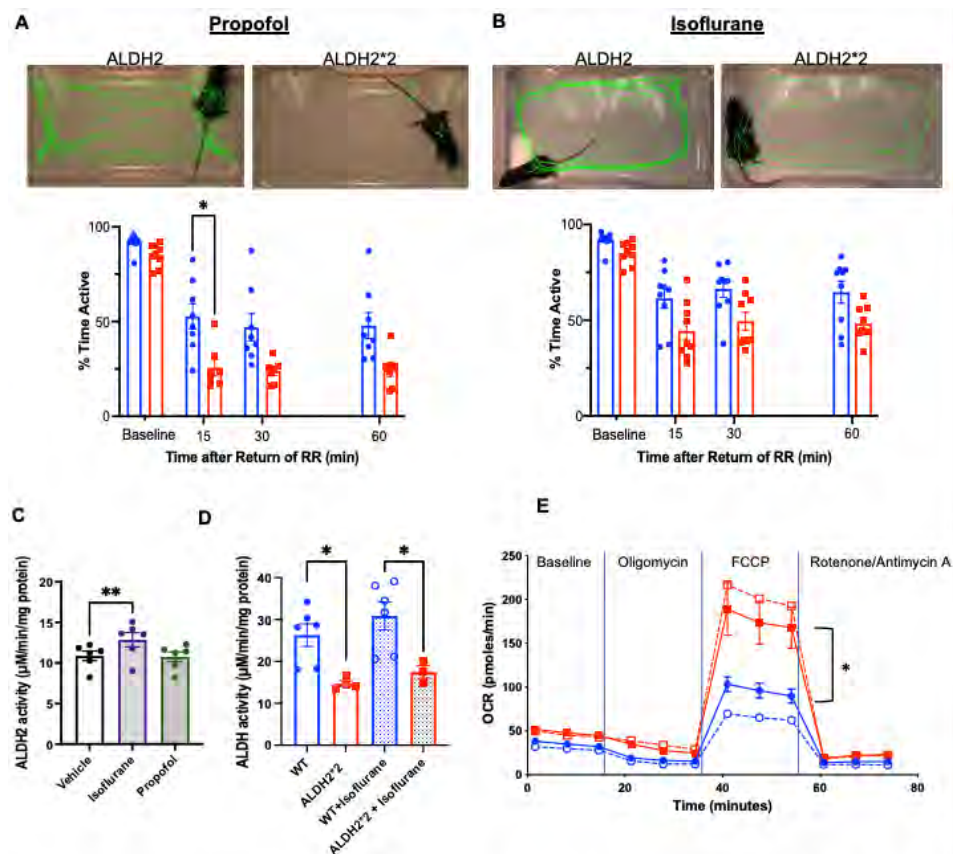 A
Propofol
ALDH2
ALDH2*2
B
Isoflurane
ALDH2
ALDH2*2
% Time Active
100
50
0
*
Baseline
15
30
60
Time after Return of RR (min)
% Time Active
100
50
0
Baseline
15
30
60
Time after Return of RR (min)
C
ALDH2 activity (µM/min/mg protein)
20
15
10
5
0
**
Vehicle
Isoflurane
Propofol
D
ALDH activity (µM/min/mg protein)
40
30
20
10
0
*
*
WT
ALDH2*2
WT+Isoflurane
ALDH2*2 + Isoflurane
E
OCR (pmoles/min)
250
200
150
100
50
0
Baseline
Oligomycin
FCCP
Rotenone/Antimycin A
*
0
20
40
60
80
Time (minutes)